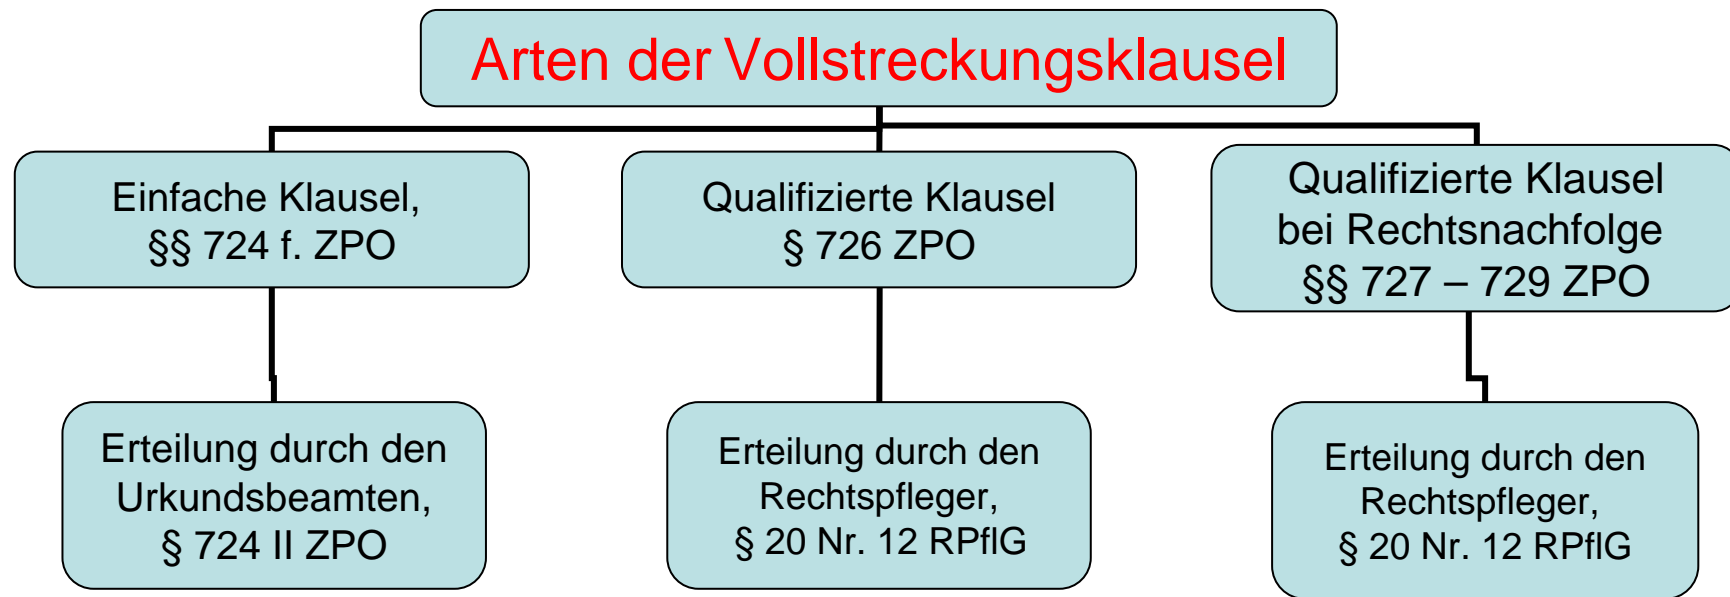 Arten der Vollstreckungsklausel
Einfache Klausel,
§§ 724 f. ZPO
Qualifizierte Klausel
§ 726 ZPO
Qualifizierte Klausel
bei Rechtsnachfolge
§§ 727 – 729 ZPO
Erteilung durch den
Urkundsbeamten,
§ 724 II ZPO
Erteilung durch den
Rechtspfleger,
§ 20 Nr. 12 RPflG
Erteilung durch den
Rechtspfleger,
§ 20 Nr. 12 RPflG